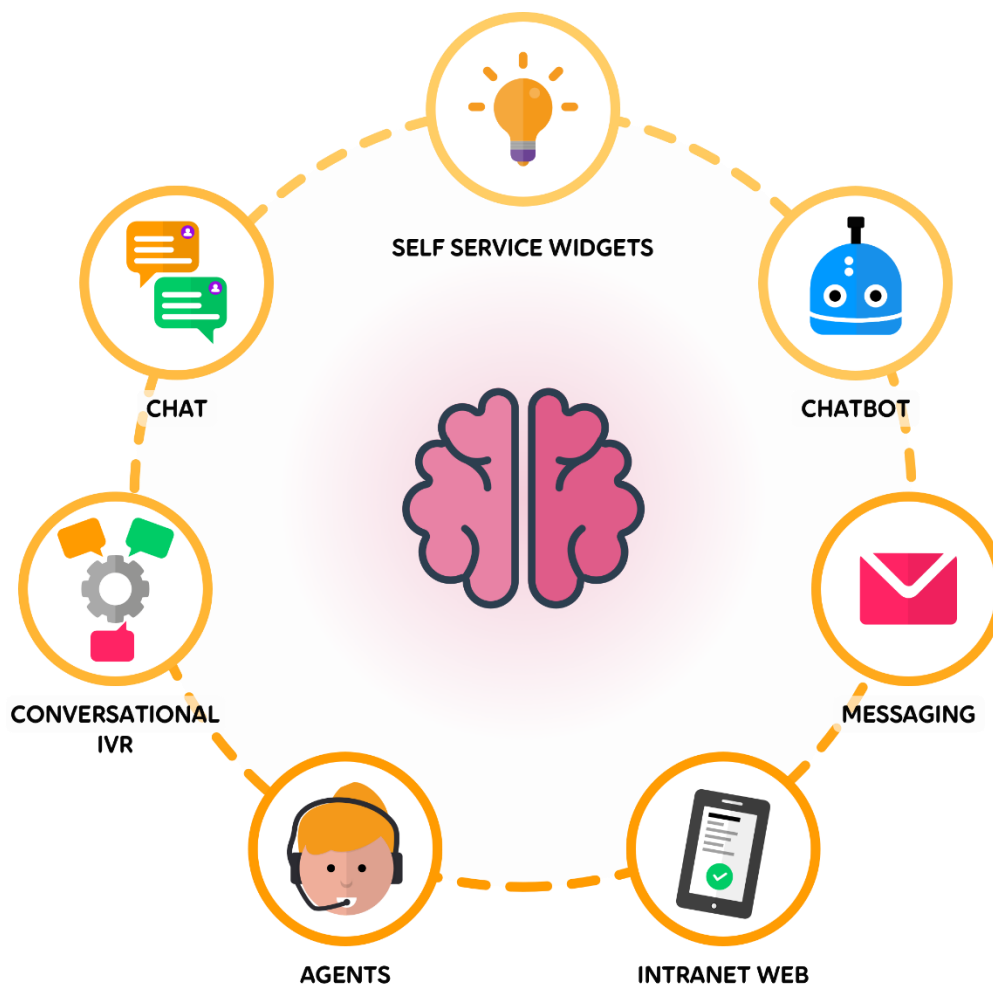 SELF SERVICE WIDGETS
CHAT
CHATBOT
CONVERSATIONAL
IVR
MESSAGING
AGENTS
INTRANET WEB